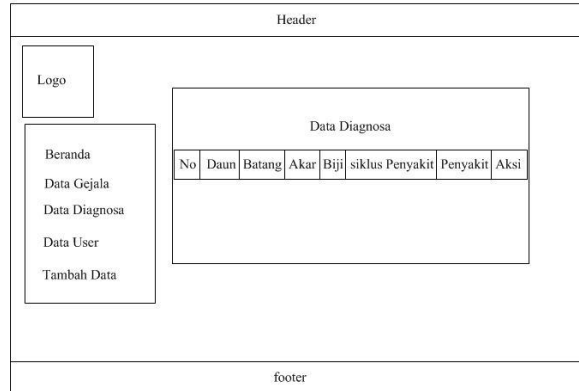 Header
Logo
Beranda
Data Gejala
Data Diagnosa
Data User
Tambah Data
Data Diagnosa
No Daun Batang Akar Biji siklus Penyakit Penyakit Aksi
footer